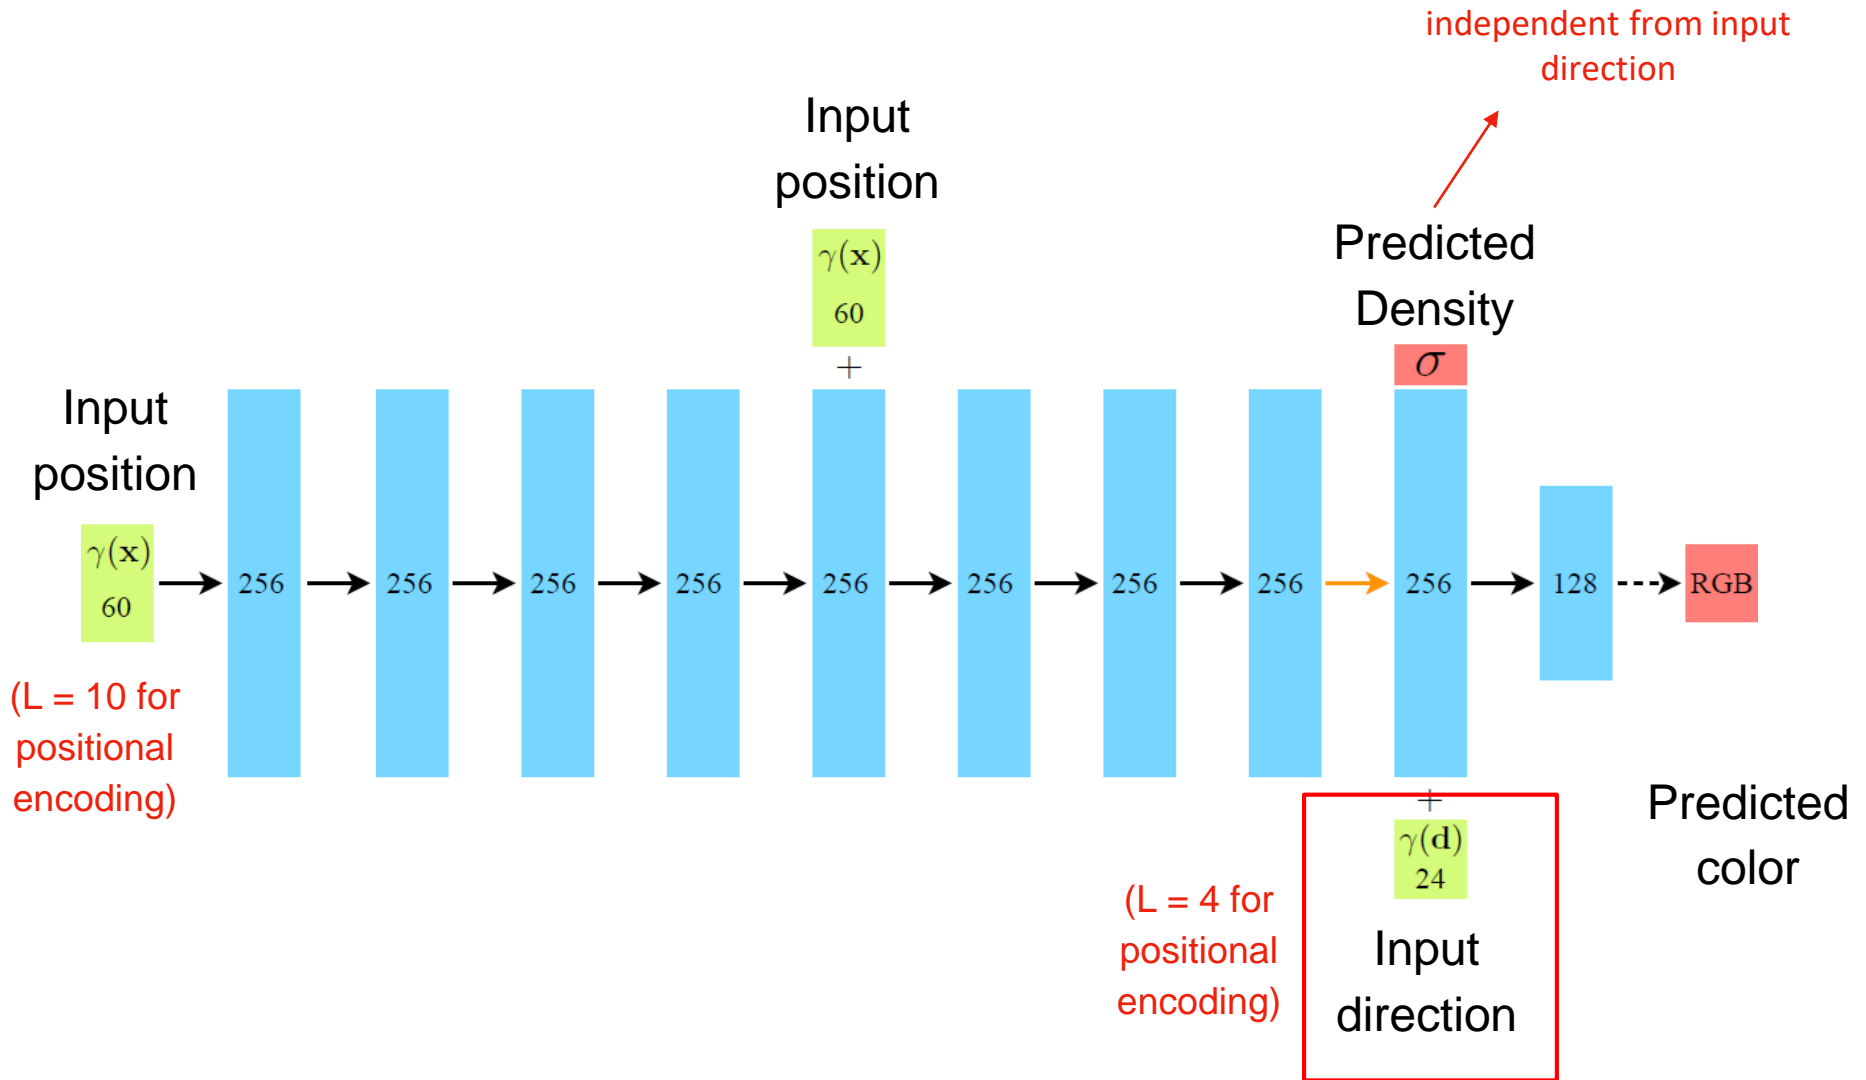 independent from input
direction
Input
position
γ(x)
60
+
Predicted
Density
σ
Input
position
γ(x)
60
256
256
256
256
256
256
256
256
256
128
RGB
(L = 10 for
positional
encoding)
+
γ(d)
24
Input
direction
(L = 4 for
positional
encoding)
Predicted
color